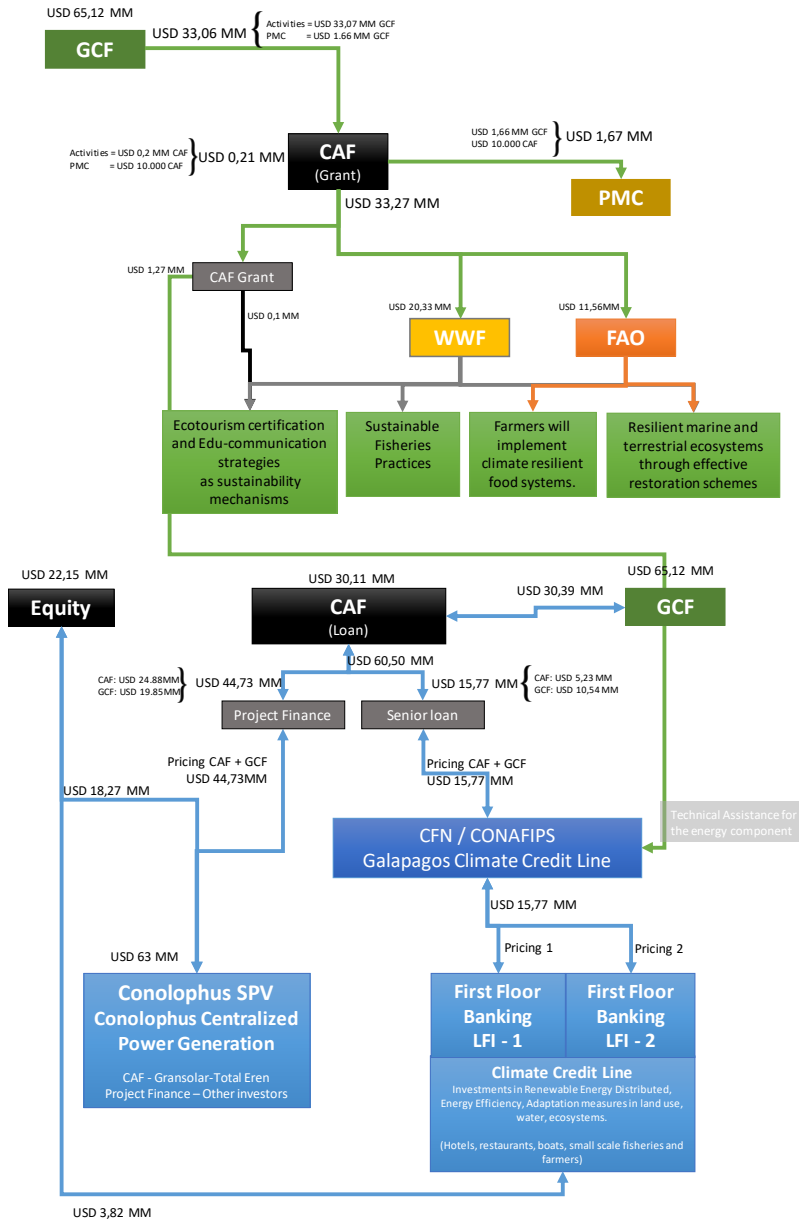 USD 65,12 MM
GCF
USD 33,06 MM
Activities = USD 33,07 MM GCF
PMC = USD 1.66 MM GCF
Activities = USD 0,2 MM CAF
PMC = USD 10.000 CAF
USD 0,21 MM
CAF
(Grant)
USD 1,66 MM GCF
USD 10.000 CAF
USD 1,67 MM
PMC
USD 33,27 MM
USD 1,27 MM
CAF Grant
USD 0,1 MM
USD 20,33 MM
WWF
USD 11,56MM
FAO
Ecotourism certification
and Edu-communication
strategies
as sustainability
mechanisms
Sustainable
Fisheries
Practices
Farmers will
implement
climate resilient
food systems.
Resilient marine and
terrestrial ecosystems
through effective
restoration schemes
USD 22,15 MM
Equity
USD 30,11 MM
CAF
(Loan)
USD 30,39 MM
USD 65,12 MM
GCF
USD 60,50 MM
CAF: USD 24.88MM
GCF: USD 19.85MM
USD 44,73 MM
USD 15,77 MM
CAF: USD 5,23 MM
GCF: USD 10,54 MM
Project Finance
Senior loan
Pricing CAF + GCF
USD 44,73MM
Pricing CAF + GCF
USD 15,77 MM
USD 18,27 MM
Technical Assistance for
the energy component
CFN / CONAFIPS
Galapagos Climate Credit Line
USD 15,77 MM
Pricing 1
Pricing 2
USD 63 MM
Conolophus SPV
Conolophus Centralized
Power Generation
CAF - Gransolar-Total Eren
Project Finance – Other investors
First Floor
Banking
LFI - 1
First Floor
Banking
LFI - 2
Climate Credit Line
Investments in Renewable Energy Distributed,
Energy Efficiency, Adaptation measures in land use,
water, ecosystems.
(Hotels, restaurants, boats, small scale fisheries and
farmers)
USD 3,82 MM